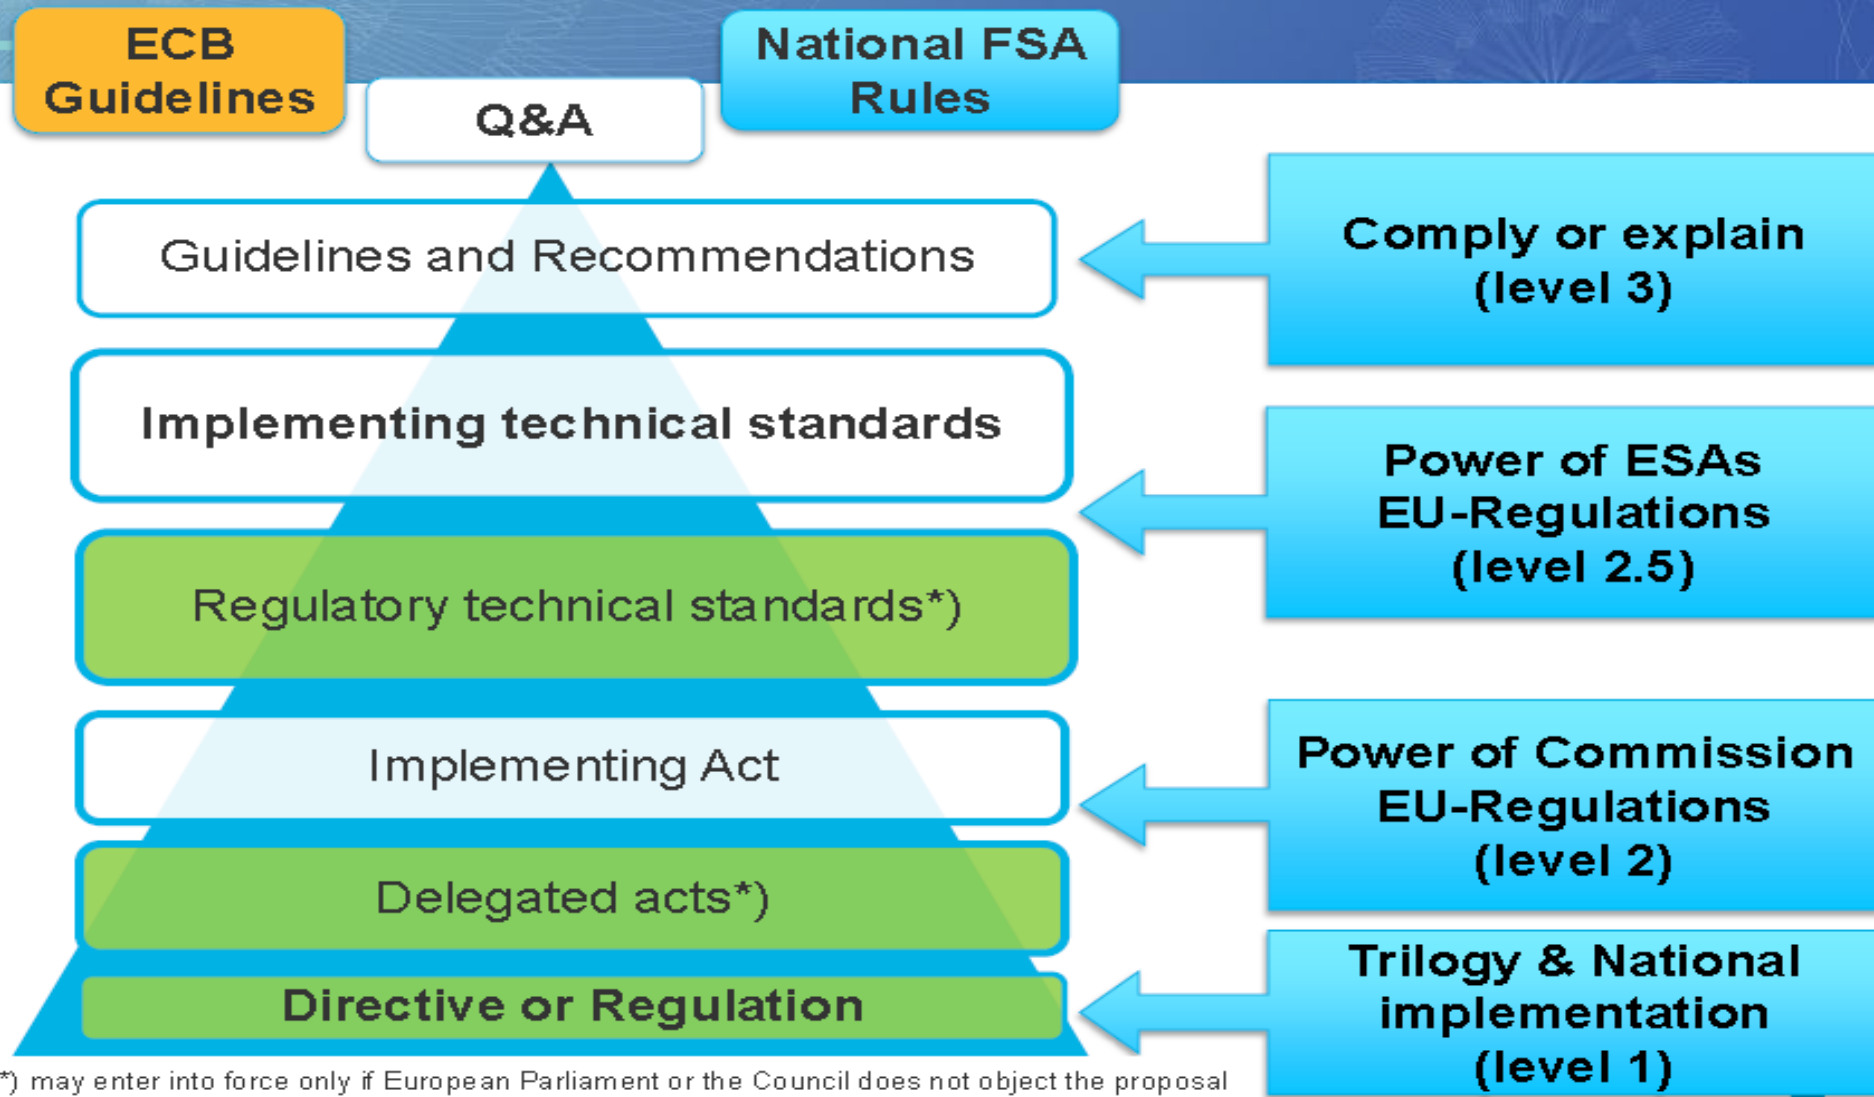 ECB
Guidelines
Q&A
National FSA
Rules
Guidelines and Recommendations
Comply or explain
(level 3)
Implementing technical standards
Power of ESAs
EU-Regulations
(level 2.5)
Regulatory technical standards*)
Implementing Act
Power of Commission
EU-Regulations
(level 2)
Delegated acts*)
Directive or Regulation
Trilogy & National
implementation
(level 1)
*) may enter into force only if European Parliament or the Council does not object the proposal